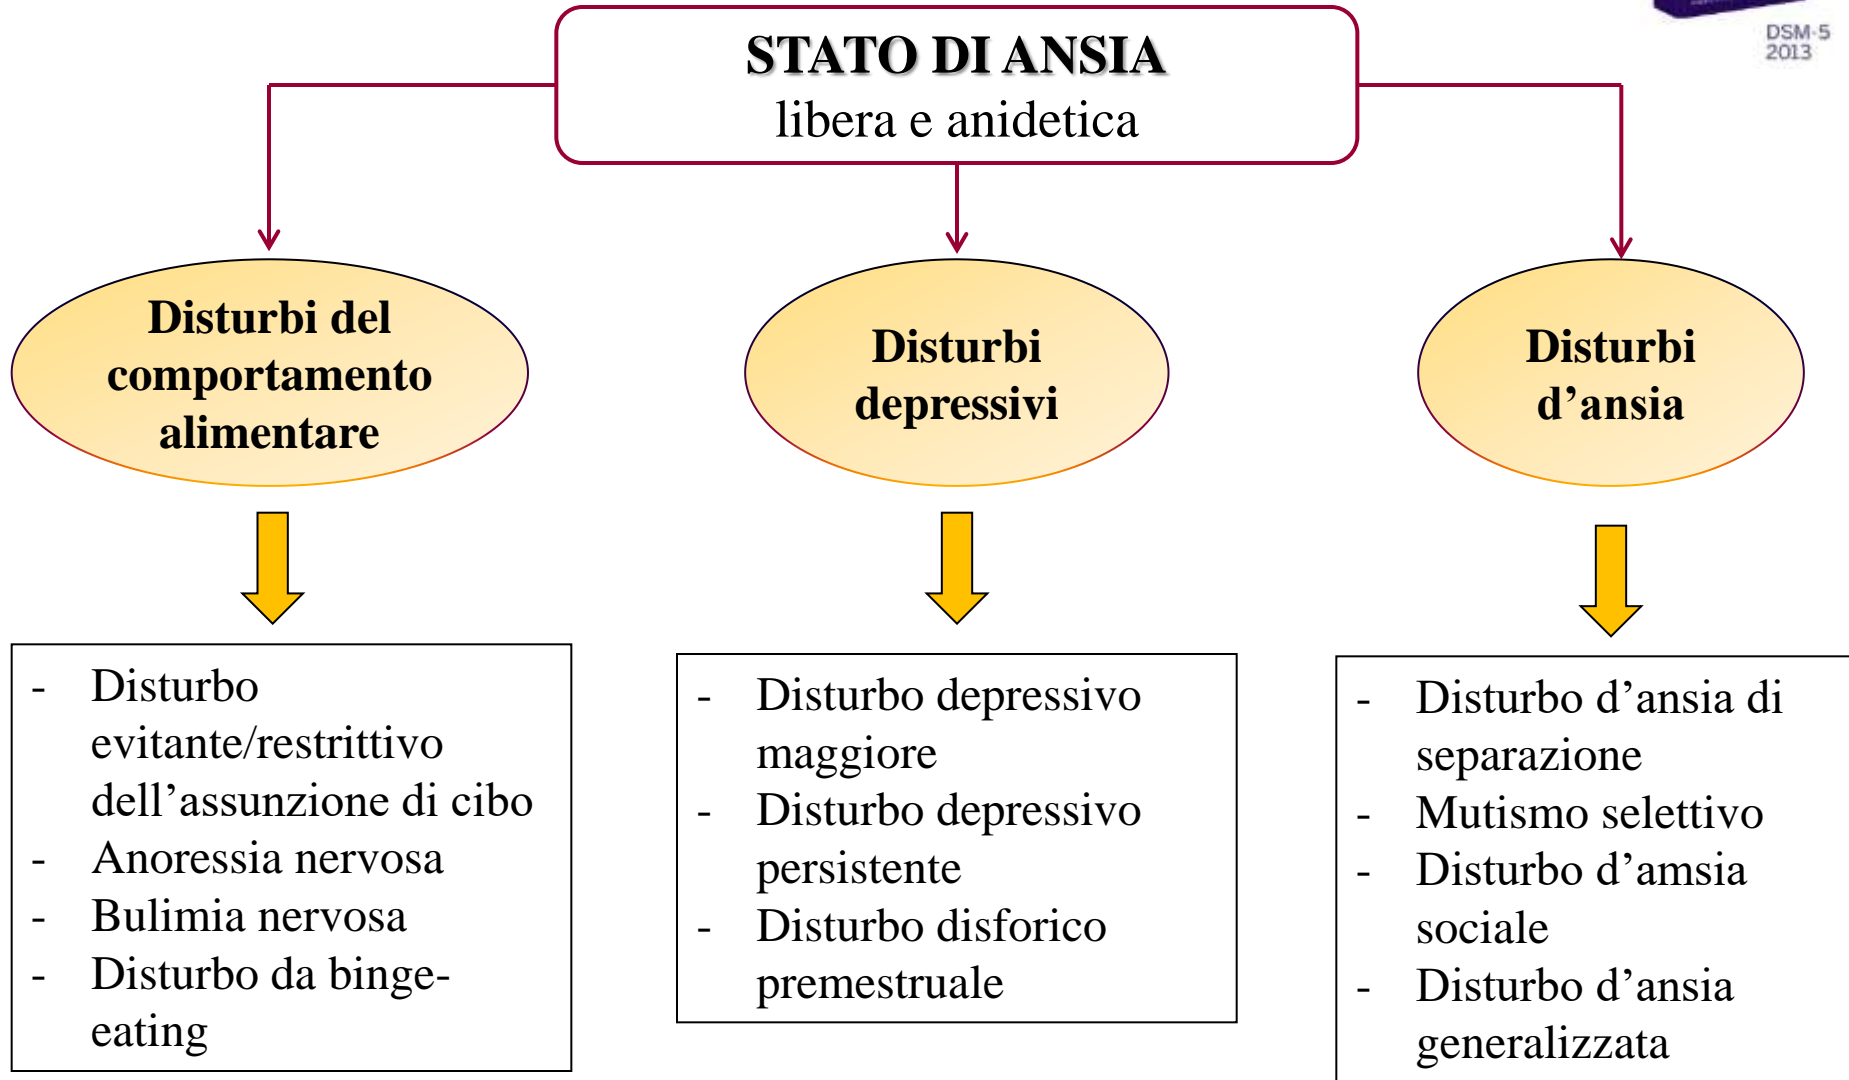 DSM-5
2013
STATO DI ANSIA
libera e anidetica
Disturbi del
comportamento
alimentare
Disturbi
depressivi
Disturbi
d’ansia
- Disturbo
evitante/restrittivo
dell’assunzione di cibo
- Anoressia nervosa
- Bulimia nervosa
- Disturbo da binge-
eating
- Disturbo depressivo
maggiore
- Disturbo depressivo
persistente
- Disturbo disforico
premestruale
- Disturbo d’ansia di
separazione
- Mutismo selettivo
- Disturbo d’amsia
sociale
- Disturbo d’ansia
generalizzata